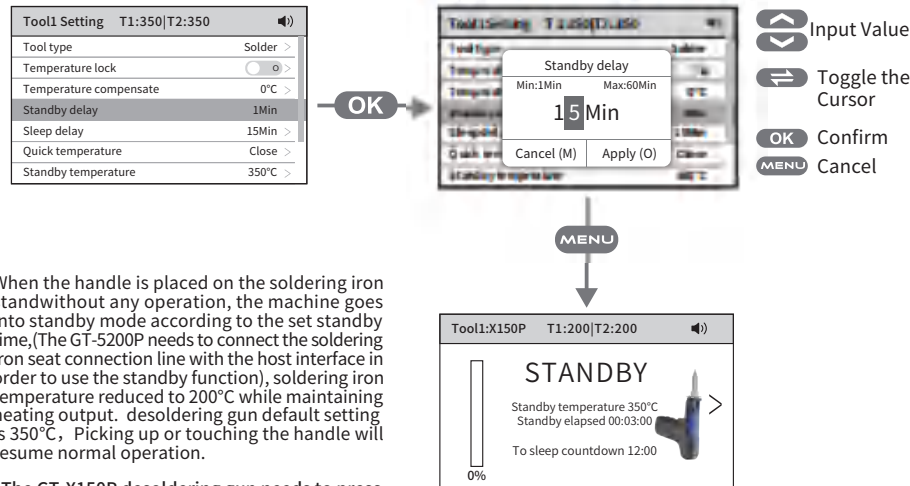 Tool1 Setting T1:350|T2:350
Tool type Solder >
Temperature lock O >
Temperature compensate 0°C >
Standby delay 1Min
Sleep delay 15Min >
Quick temperature Close >
Standby temperature 350°C >
OK
Standby delay
Min:1Min Max:60Min
15Min
Cancel (M) Apply (O)
Input Value
Toggle the
Cursor
OK Confirm
MENU Cancel
MENU
When the handle is placed on the soldering iron
standwithout any operation, the machine goes
into standby mode according to the set standby
time,(The GT-5200P needs to connect the soldering
iron seat connection line with the host interface in
order to use the standby function), soldering iron
temperature reduced to 200°C while maintaining
heating output. desoldering gun default setting
is 350°C, Picking up or touching the handle will
resume normal operation.
The GT-X150P desoldering gun needs to press
Tool1:X150P T1:200|T2:200
STANDBY
Standby temperature 350°C
Standby elapsed 00:03:00
To sleep countdown 12:00
0%